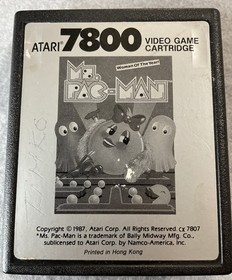 ATARI 7800 VIDEO GAME
CARTRIDGE
Woman Of The Year!
Ms.
PAC-MAN
Copyright © 1987, Atari Corp. All Rights Reserved. CX 7807
*Ms. Pac-Man is a trademark of Bally Midway Mfg. Co.,
sublicensed to Atari Corp. by Namco-America, Inc.
Printed in Hong Kong